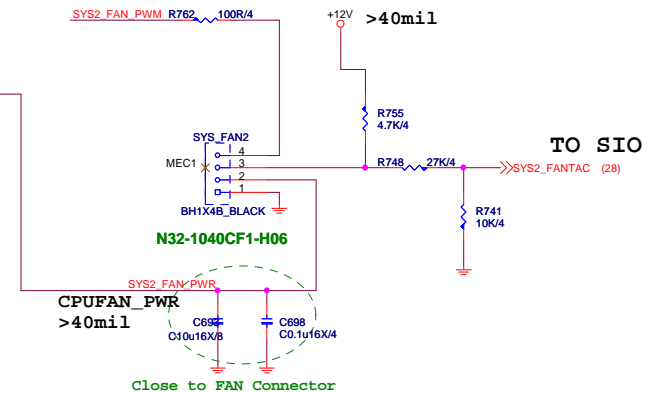 SYS2_FAN_PWM R762 100R/4
+12V >40mil
R755
4.7K/4
SYS_FAN2
TO SIO
MEC1
4
3
2
1
R748 27K/4
SYS2_FANTAC (28)
BH1X4B_BLACK
R741
10K/4
N32-1040CF1-H06
SYS2_FAN_PWR
CPUFAN_PWR
>40mil
C10u16X/8
C698
C0.1u16X/4
Close to FAN Connector